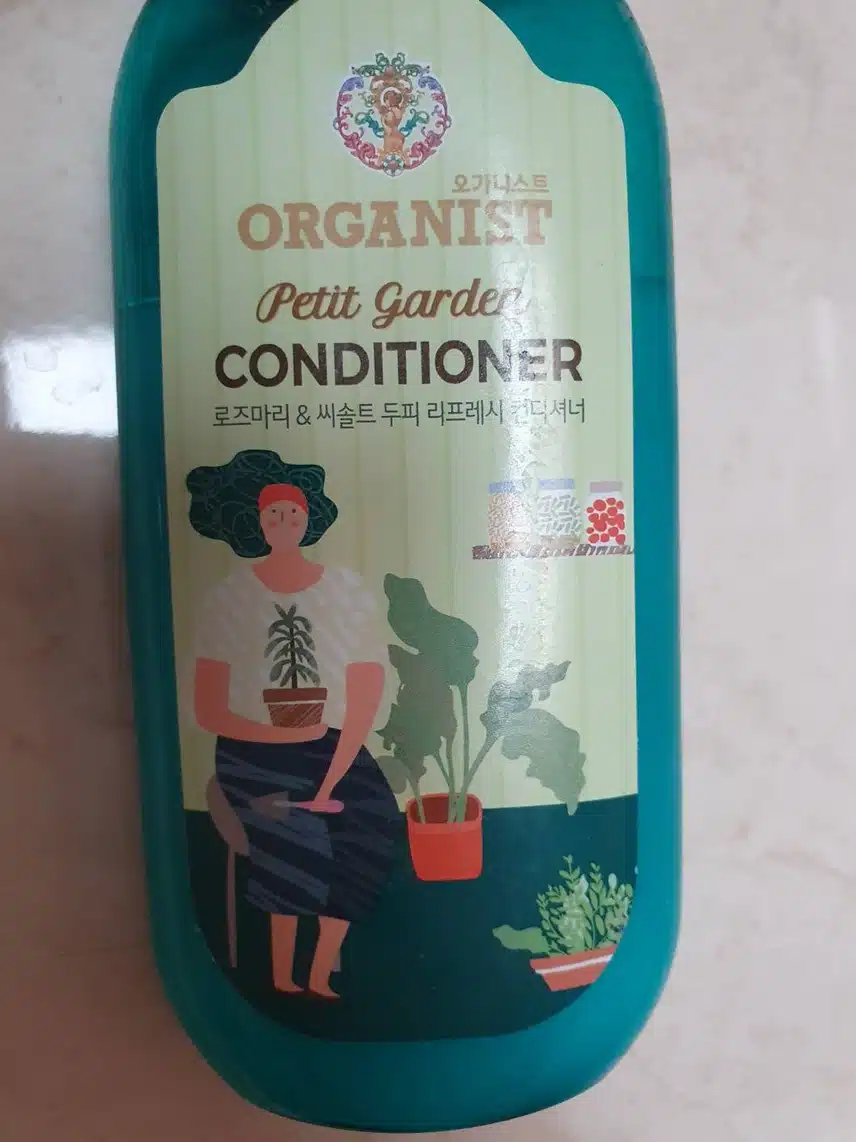 오가니스트
ORGANIST
Petit Garden
CONDITIONER
로즈마리 & 씨솔트 두피 리프레시 컨디셔너